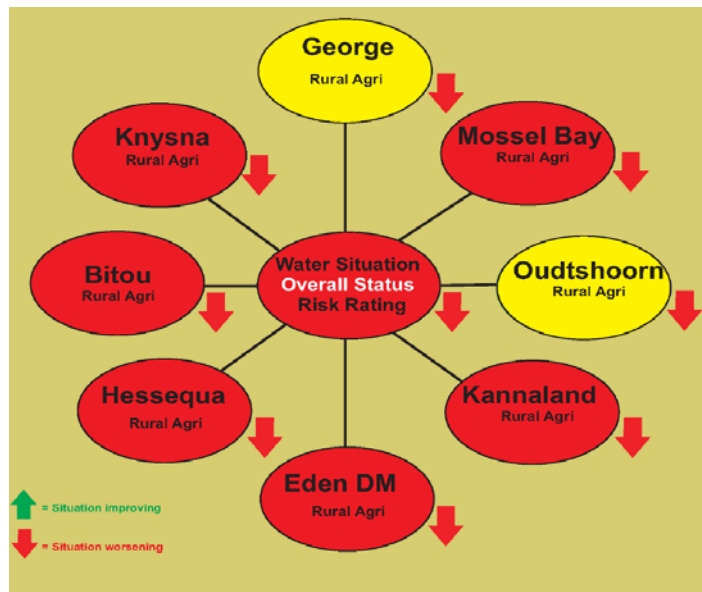 George
Rural Agri
Knysna
Rural Agri
Mossel Bay
Rural Agri
Bitou
Rural Agri
Water Situation
Overall Status
Risk Rating
Oudtshoorn
Rural Agri
Hessequa
Rural Agri
Kannaland
Rural Agri
Eden DM
Rural Agri
= Situation improving
= Situation worsening